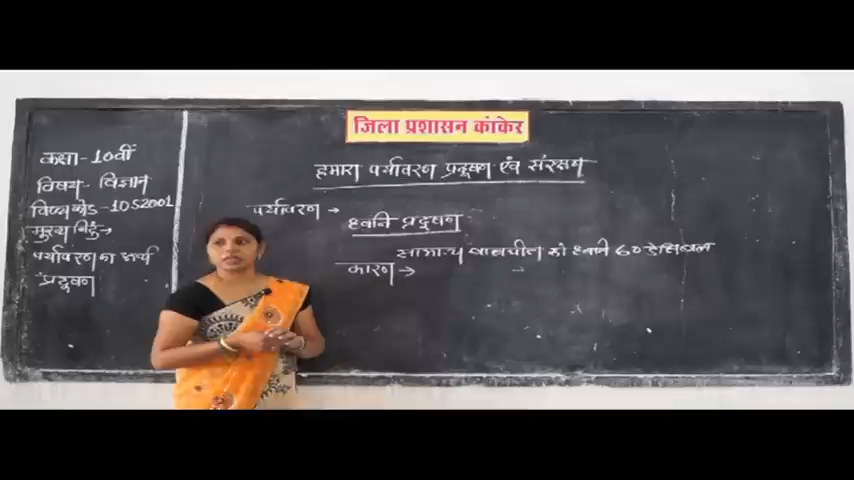 जिला प्रशासन कांकेर
कक्षा - 10वीं
विषय - विज्ञान
विषय कोड - 1052001
मुख्य बिंदु →
पर्यावरण का अर्थ
प्रदूषण
हमारा पर्यावरण प्रदूषण एवं संरक्षण
पर्यावरण →
ध्वनि प्रदूषण
सामान्य बातचीत की ध्वनि 60 डेसिबल
कारण →